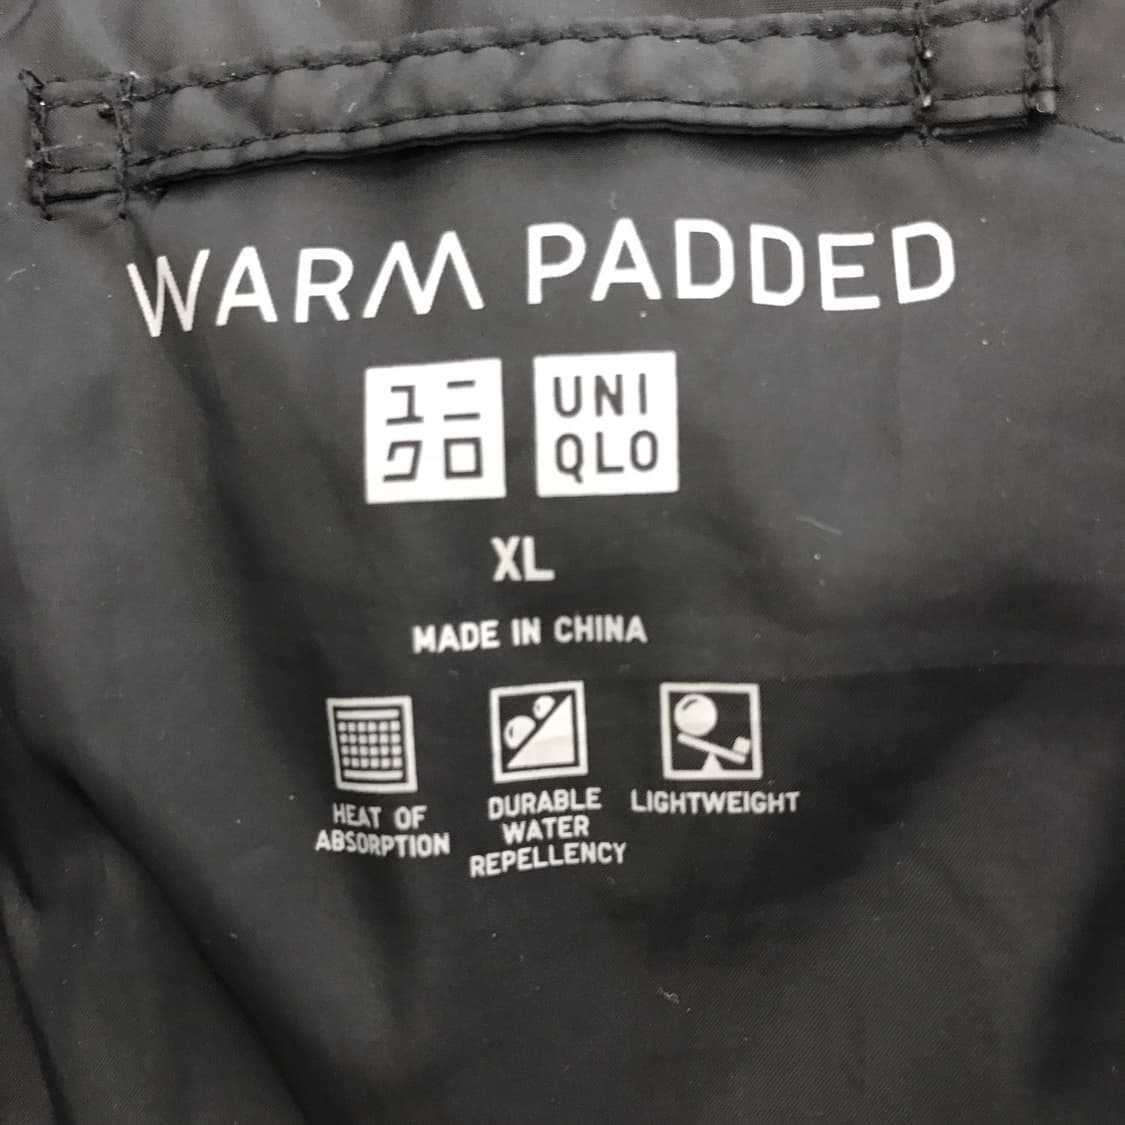 WARM PADDED
ユニ
クロ
UNI
QLO
XL
MADE IN CHINA
HEAT OF
ABSORPTION
DURABLE
WATER
REPELLENCY
LIGHTWEIGHT